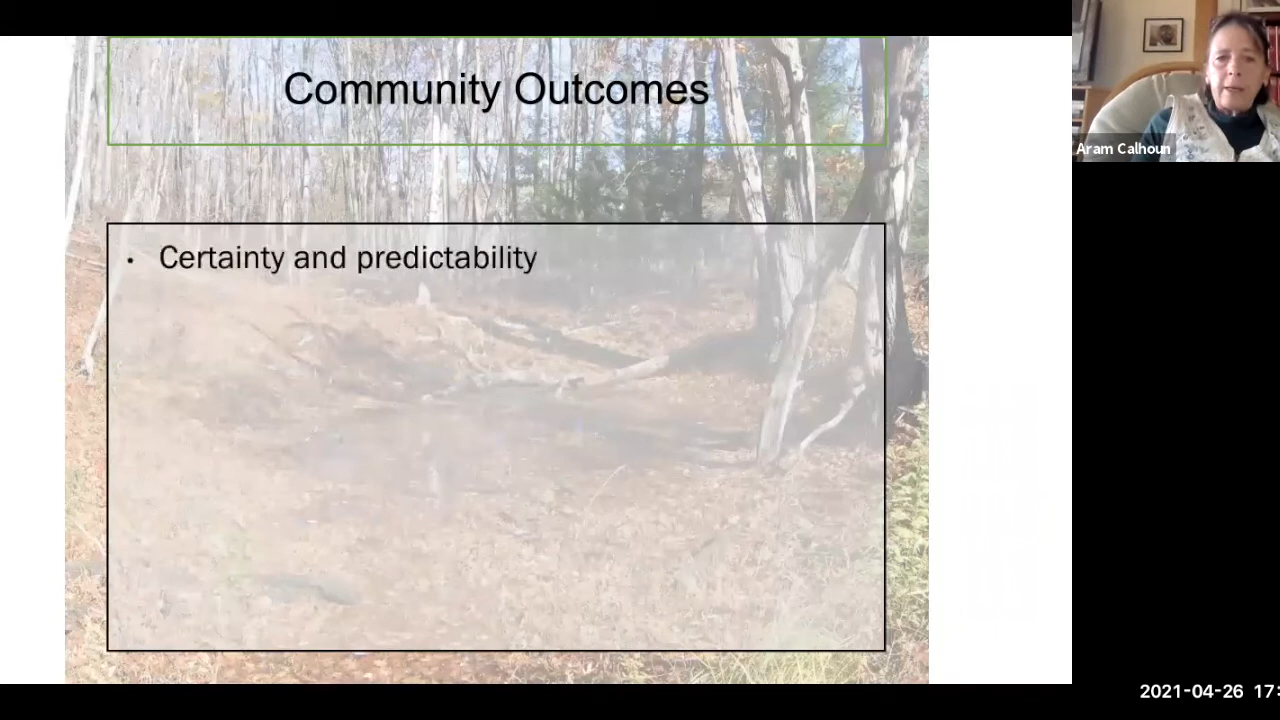 Community Outcomes
• Certainty and predictability
Aram Calhoun
2021-04-26 17: